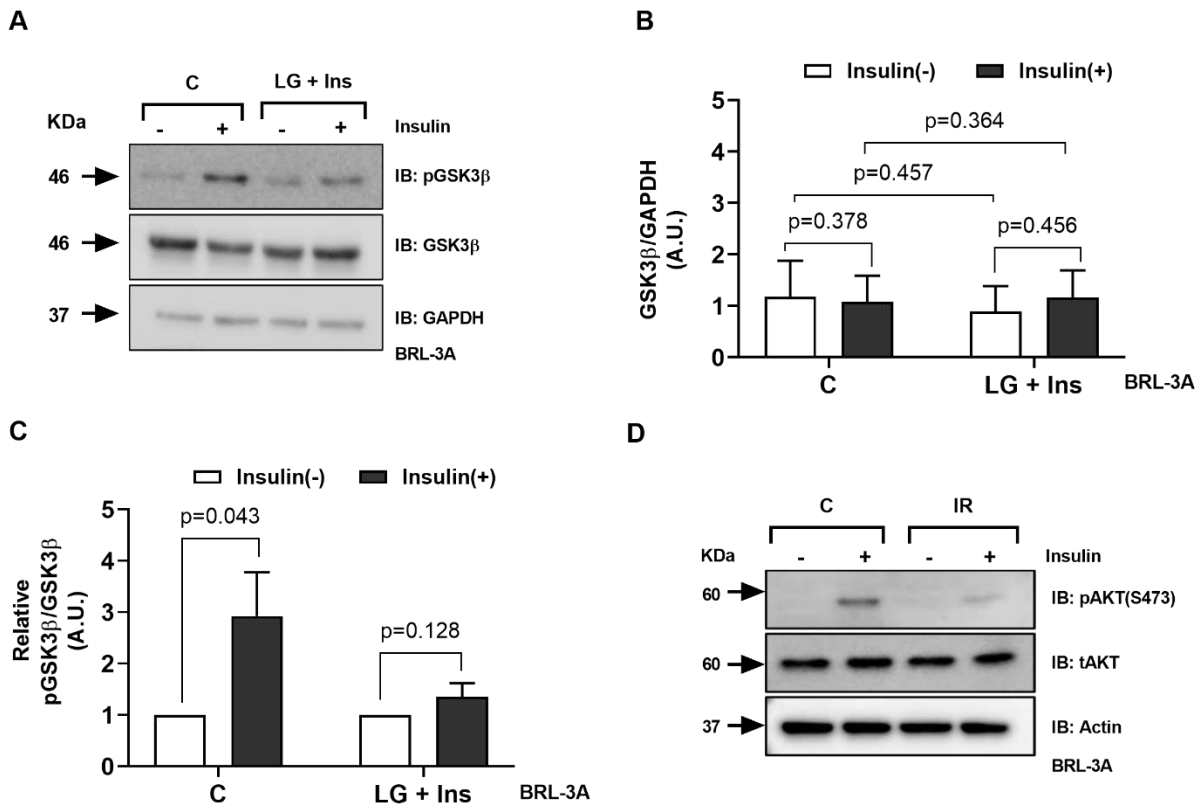 A
C LG + Ins
KDa - + - + Insulin
46 IB: pGSK3β
46 IB: GSK3β
37 IB: GAPDH
BRL-3A
B
Insulin(-) Insulin(+)
GSK3β/GAPDH
(A.U.)
5
4
3
2
1
0
p=0.364
p=0.457
p=0.378 p=0.456
C LG + Ins BRL-3A
C
Insulin(-) Insulin(+)
Relative
pGSK3β/GSK3β
(A.U.)
5
4
3
2
1
0
p=0.043
p=0.128
C LG + Ins BRL-3A
D
C IR
KDa - + - + Insulin
60 IB: pAKT(S473)
60 IB: tAKT
37 IB: Actin
BRL-3A